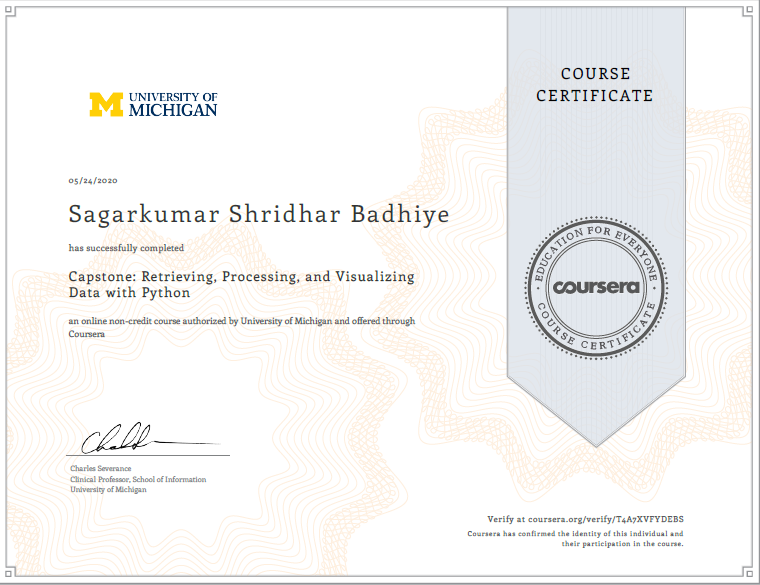 COURSE
CERTIFICATE
UNIVERSITY OF
MICHIGAN
05/24/2020
Sagarkumar Shridhar Badhiye
has successfully completed
Capstone: Retrieving, Processing, and Visualizing
Data with Python
an online non-credit course authorized by University of Michigan and offered through
Coursera
EDUCATION FOR EVERYONE
coursera
COURSE CERTIFICATE
Charles Severance
Clinical Professor, School of Information
University of Michigan
Verify at coursera.org/verify/T4A7XVFYDEBS
Coursera has confirmed the identity of this individual and
their participation in the course.